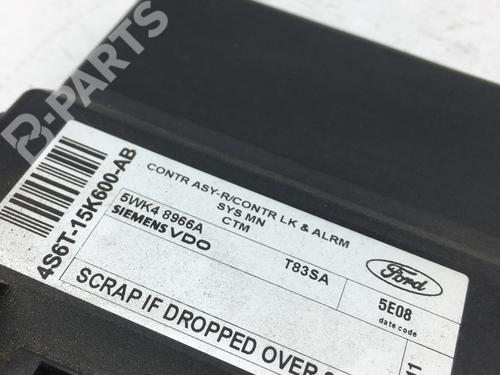 B-PARTS
CONTR ASY-R/CONTR LK & ALRM
SYS MN
CTM
4S6T-15K600-AB
5WK4 8966A
SIEMENS VDO
T83SA
Ford
5E08
date code
SCRAP IF DROPPED OVER
11